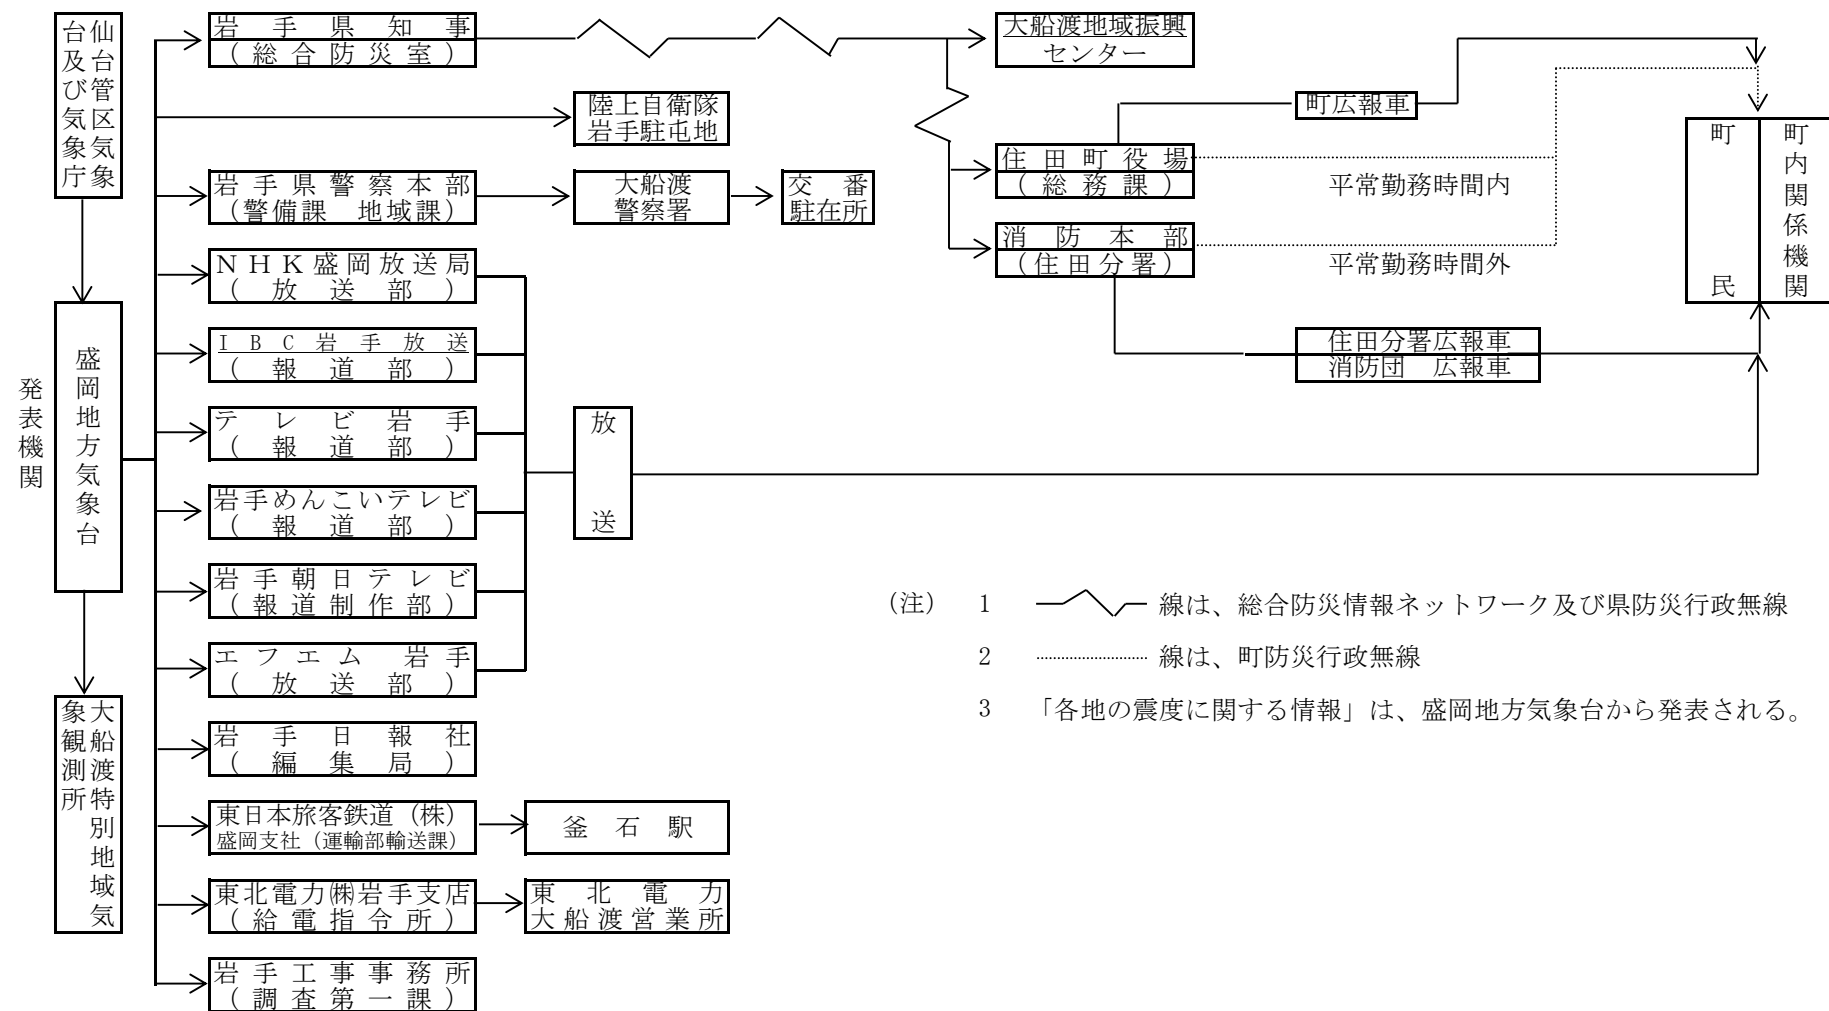 仙台管区気象
台及び気象庁
発表機関
盛岡地方気象台
大船渡特別地域気
象観測所
岩手県知事
（総合防災室）
大船渡地域振興
センター
陸上自衛隊
岩手駐屯地
町広報車
住田町役場
（総務課）
平常勤務時間内
岩手県警察本部
（警備課　地域課）
大船渡
警察署
交番
駐在所
消防本部
（住田分署）
平常勤務時間外
町民
町内関係機関
ＮＨＫ盛岡放送局
（放送部）
ＩＢＣ岩手放送
（報道部）
住田分署広報車
消防団　広報車
テレビ岩手
（報道部）
放送
岩手めんこいテレビ
（報道部）
岩手朝日テレビ
（報道制作部）
エフエム　岩手
（放送部）
岩手日報社
（編集局）
東日本旅客鉄道（株）
盛岡支社（運輸部輸送課）
釜石駅
東北電力㈱岩手支店
（給電指令所）
東北電力
大船渡営業所
岩手工事事務所
（調査第一課）
（注）　1　線は、総合防災情報ネットワーク及び県防災行政無線
2　線は、町防災行政無線
3　「各地の震度に関する情報」は、盛岡地方気象台から発表される。